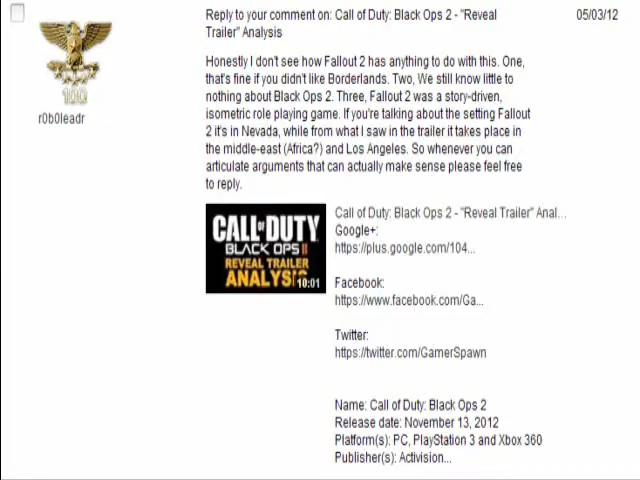 Reply to your comment on: Call of Duty: Black Ops 2 - "Reveal
Trailer" Analysis
05/03/12
100
r0b0leadr
Honestly I don't see how Fallout 2 has anything to do with this. One,
that's fine if you didn't like Borderlands. Two, We still know little to
nothing about Black Ops 2. Three, Fallout 2 was a story-driven,
isometric role playing game. If you're talking about the setting Fallout
2 it's in Nevada, while from what I saw in the trailer it takes place in
the middle-east (Africa?) and Los Angeles. So whenever you can
articulate arguments that can actually make sense please feel free
to reply.
CALL OF DUTY
BLACK OPS II
REVEAL TRAILER
ANALYSIS
10:01
Call of Duty: Black Ops 2 - "Reveal Trailer" Anal...
Google+:
https://plus.google.com/104...
Facebook:
https://www.facebook.com/Ga...
Twitter:
https://twitter.com/GamerSpawn
Name: Call of Duty: Black Ops 2
Release date: November 13, 2012
Platform(s): PC, PlayStation 3 and Xbox 360
Publisher(s): Activision...